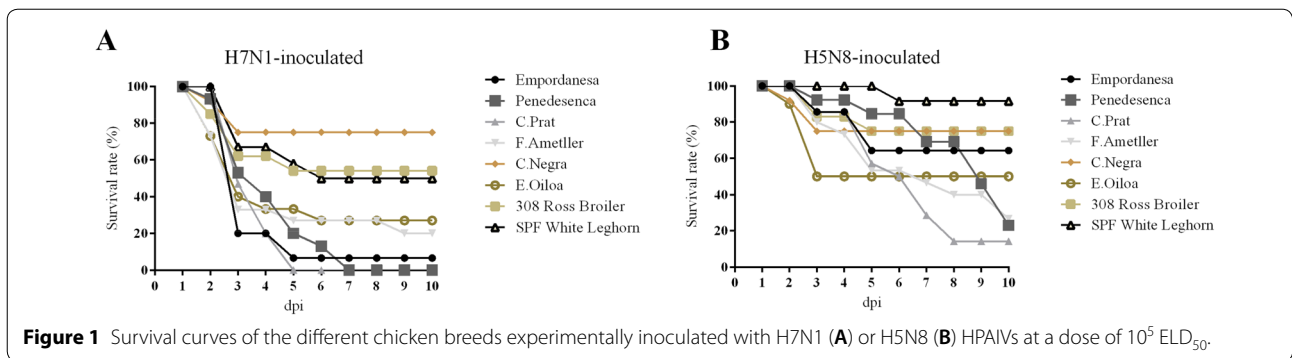 A
H7N1-inoculated
Survival rate (%)
100
80
60
40
20
0
0 1 2 3 4 5 6 7 8 9 10
dpi
Empordanesa
Penedesenca
C.Prat
F.Ametller
C.Negra
E.Oiloa
308 Ross Broiler
SPF White Leghorn
B
H5N8-inoculated
Survival rate (%)
100
80
60
40
20
0
0 1 2 3 4 5 6 7 8 9 10
dpi
Empordanesa
Penedesenca
C.Prat
F.Ametller
C.Negra
E.Oiloa
308 Ross Broiler
SPF White Leghorn
Figure 1 Survival curves of the different chicken breeds experimentally inoculated with H7N1 (A) or H5N8 (B) HPAIVs at a dose of 10⁵ ELD₅₀.